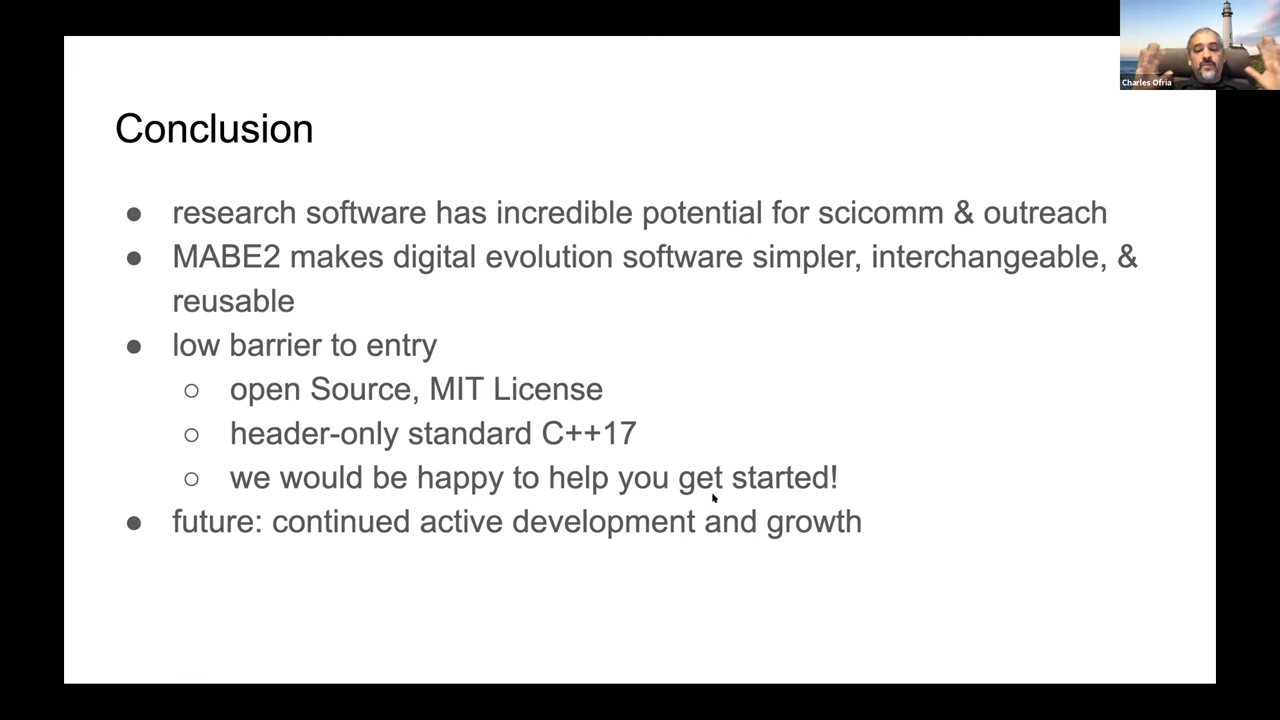 Charles Ofria
Conclusion
● research software has incredible potential for scicomm & outreach
● MABE2 makes digital evolution software simpler, interchangeable, &
reusable
● low barrier to entry
○ open Source, MIT License
○ header-only standard C++17
○ we would be happy to help you get started!
● future: continued active development and growth